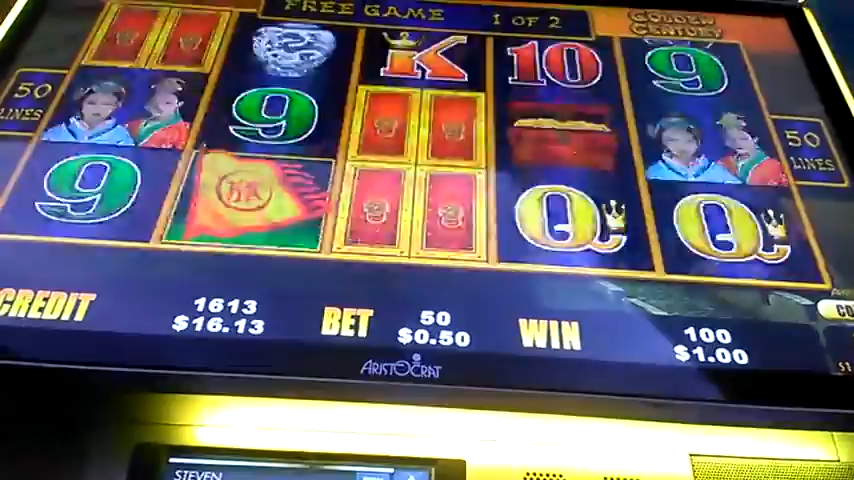 FREE GAME 1 OF 2
GOLDEN
CENTURY
K 10 9
50
LINES
9
50
LINES
9
Q Q
CREDIT
1613
$16.13
BET
50
$0.50
WIN
100
$1.00
ARISTOCRAT
STEVEN